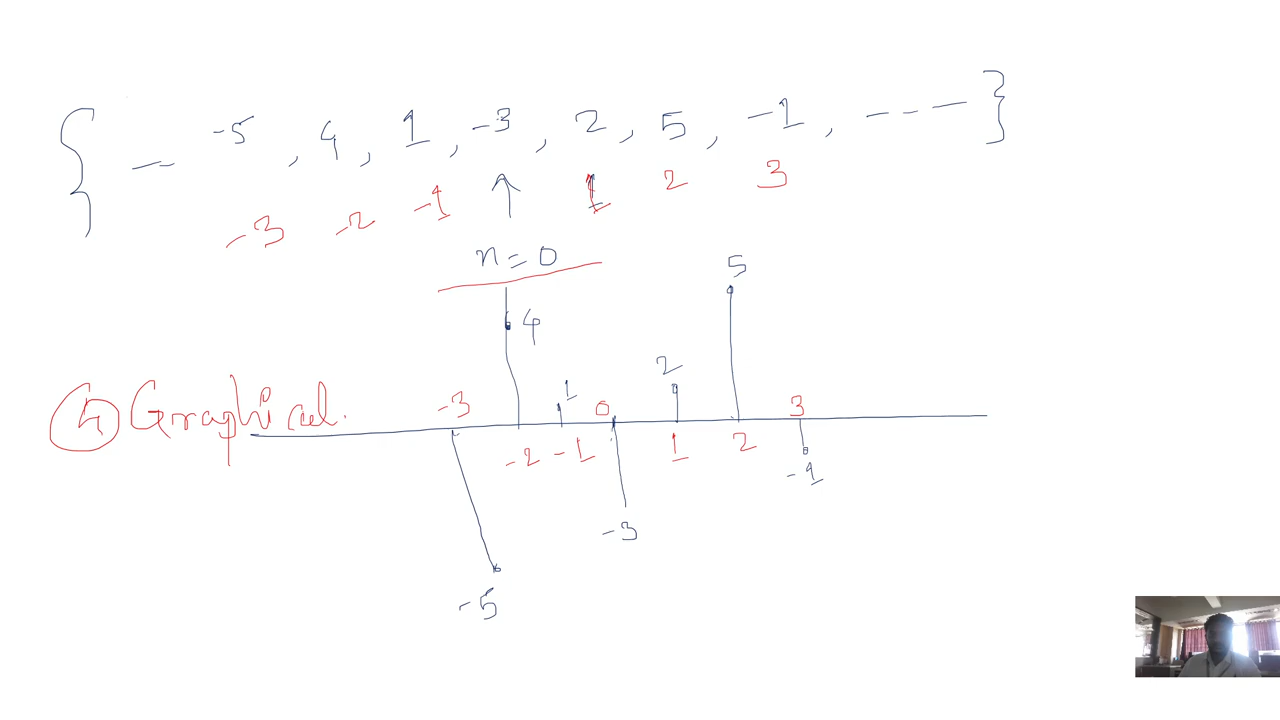 { -- -5 , 4 , 1 , -3 , 2 , 5 , -1 , --- }
-3 -2 -1 ↑ 1 2 3
n = 0
5
4
2
1
④ Graphical.
-3 0 3
-2 -1 1 2
-1
-3
-5